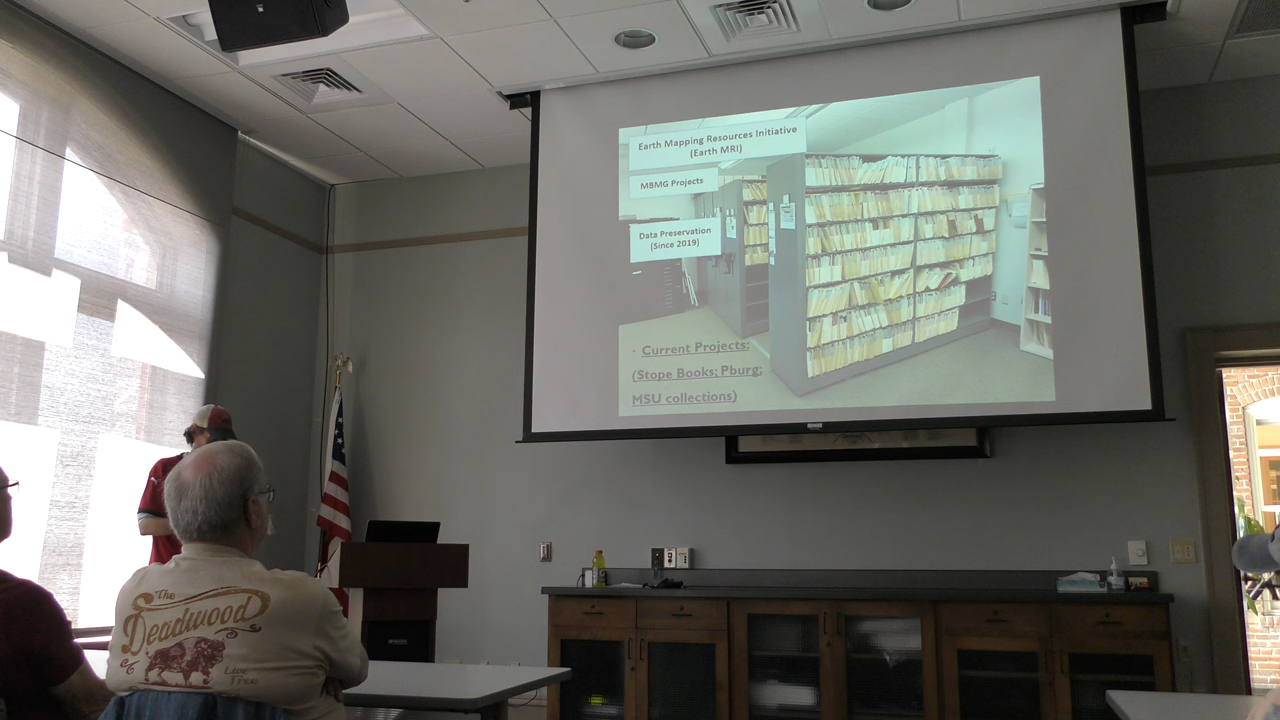 Earth Mapping Resources Initiative
(Earth MRI)
MBMG Projects
Data Preservation
(Since 2019)
· Current Projects:
(Stope Books; Pburg;
MSU collections)
The
Deadwood